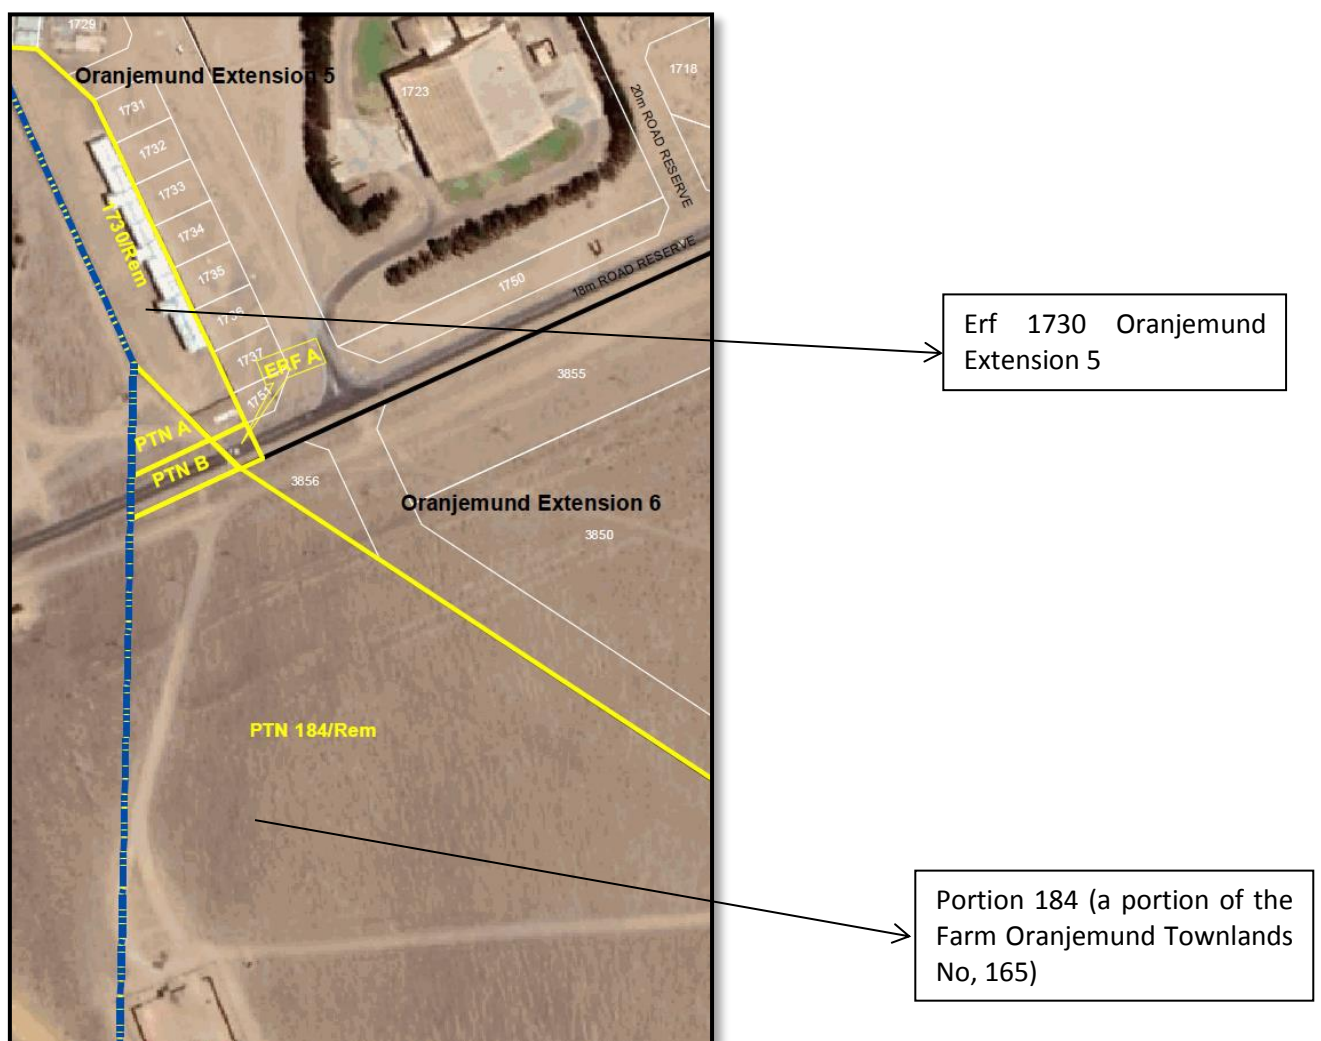 1729
Oranjemund Extension 5
1718
1723
1731
20m ROAD RESERVE
1732
1733
1730/Rem
1734
1735
1750
18m ROAD RESERVE
1736
1737
ERF A
1751
PTN A
PTN B
3855
3856
Oranjemund Extension 6
3850
PTN 184/Rem
Erf 1730 Oranjemund
Extension 5
Portion 184 (a portion of the
Farm Oranjemund Townlands
No, 165)